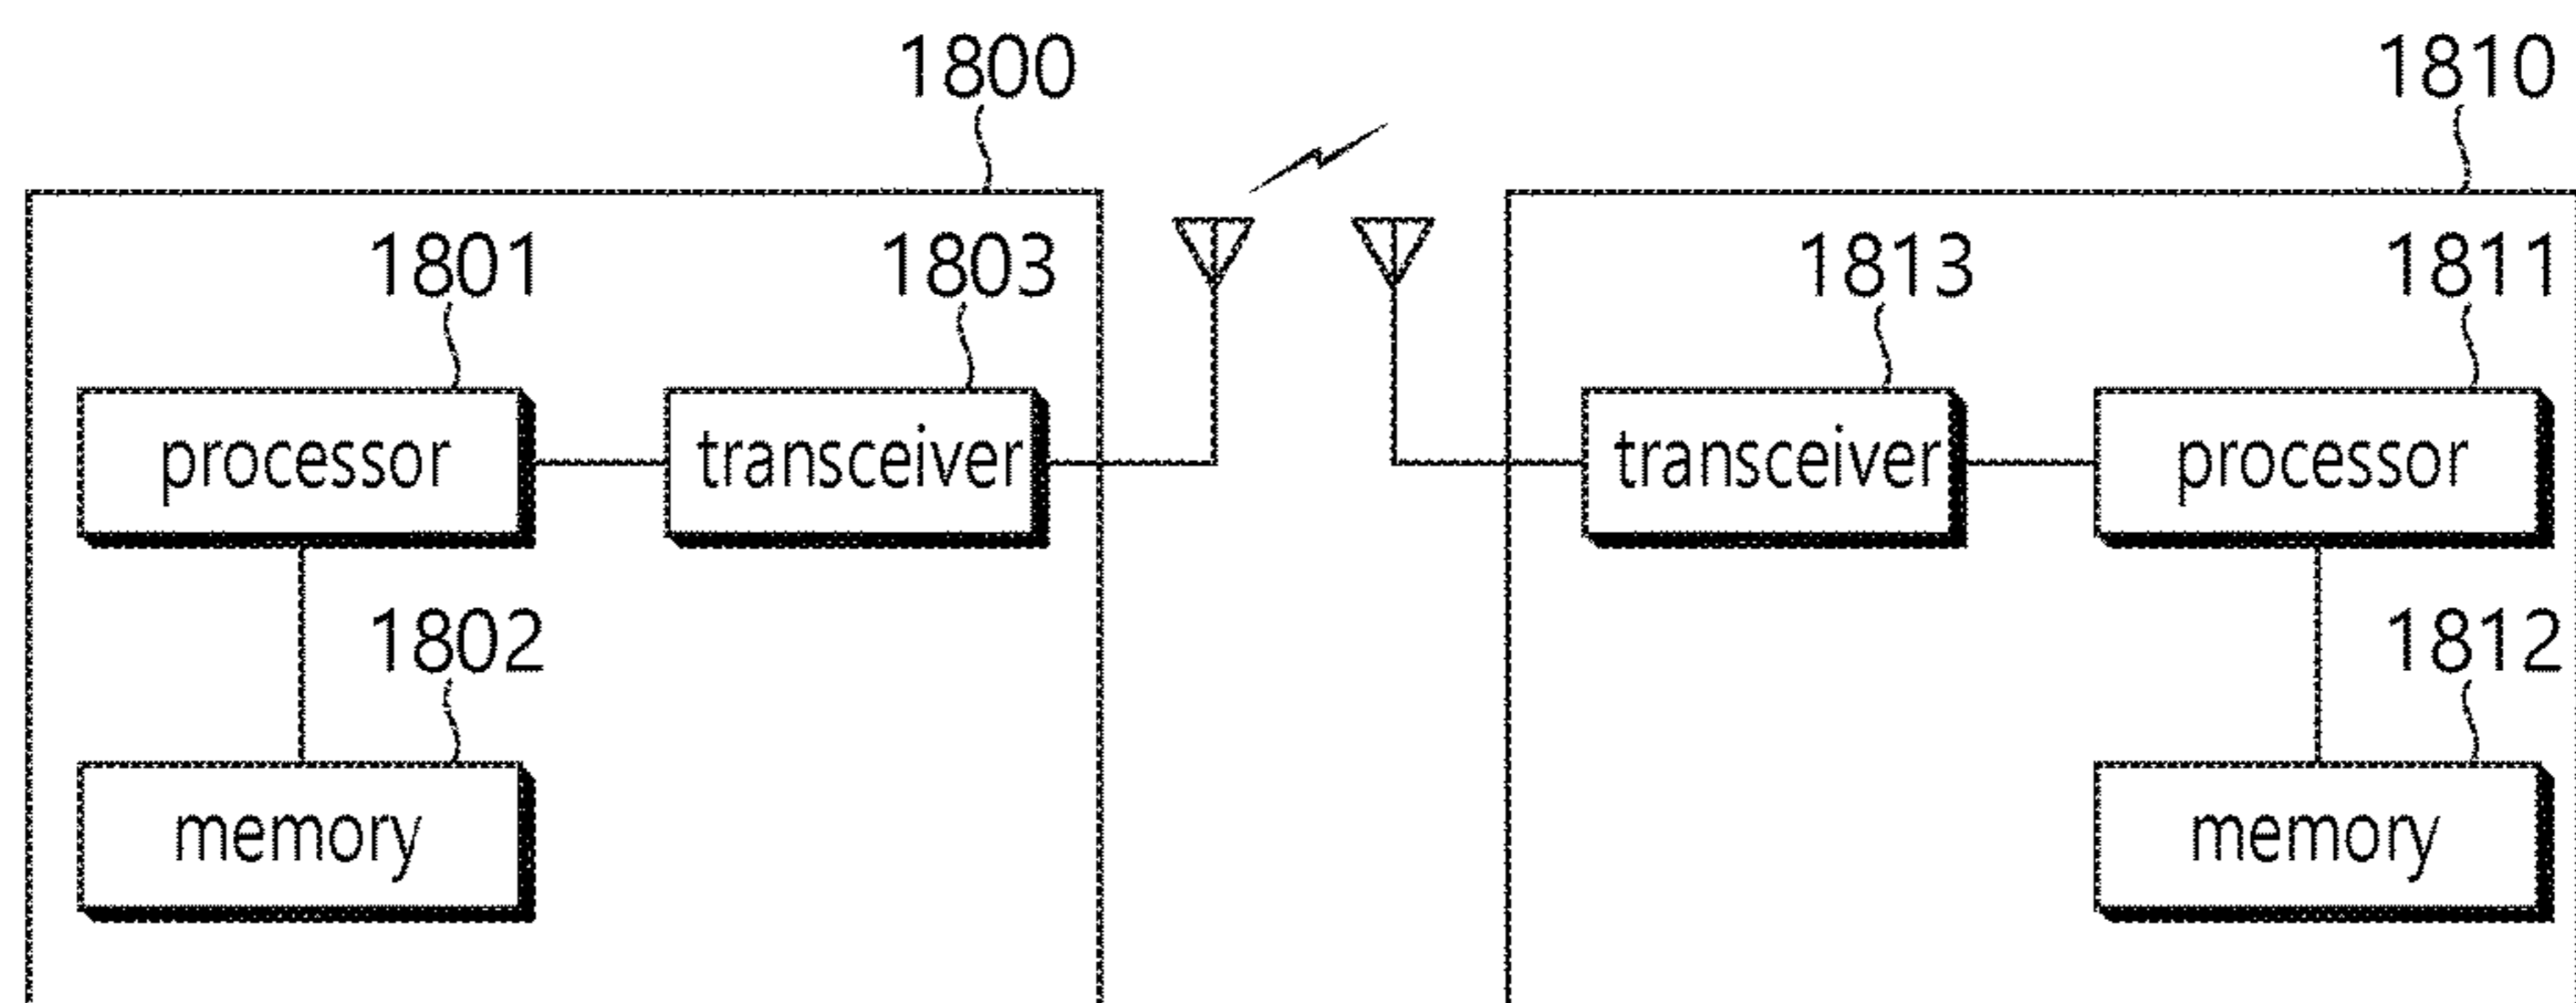 1800 1810
1801 1803 1813 1811
processor transceiver transceiver processor
1802 1812
memory memory